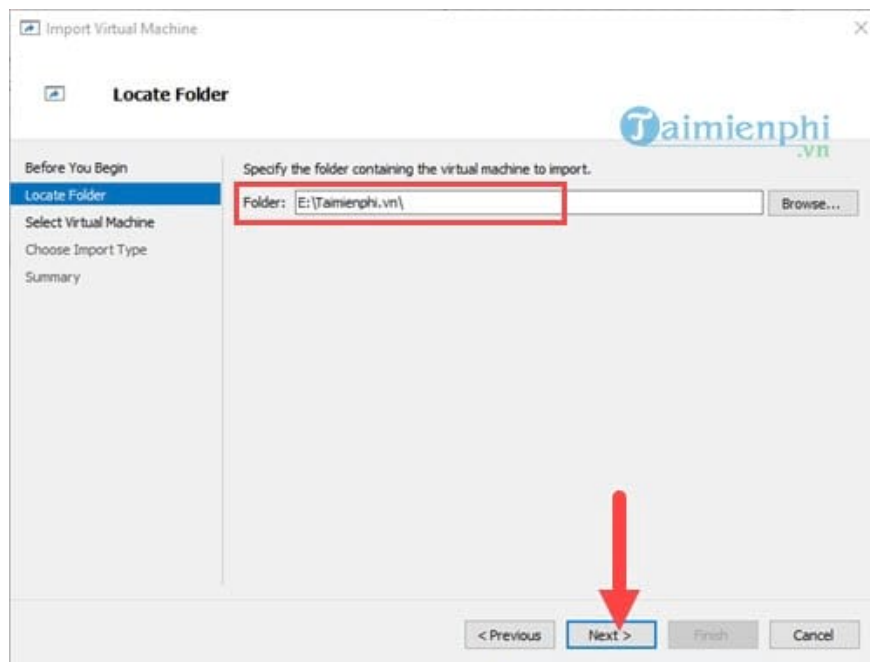 Import Virtual Machine
Locate Folder
Taimienphi
.vn
Before You Begin
Locate Folder
Select Virtual Machine
Choose Import Type
Summary
Specify the folder containing the virtual machine to import.
Folder: E:\Taimienphi.vn\ Browse...
< Previous Next > Finish Cancel